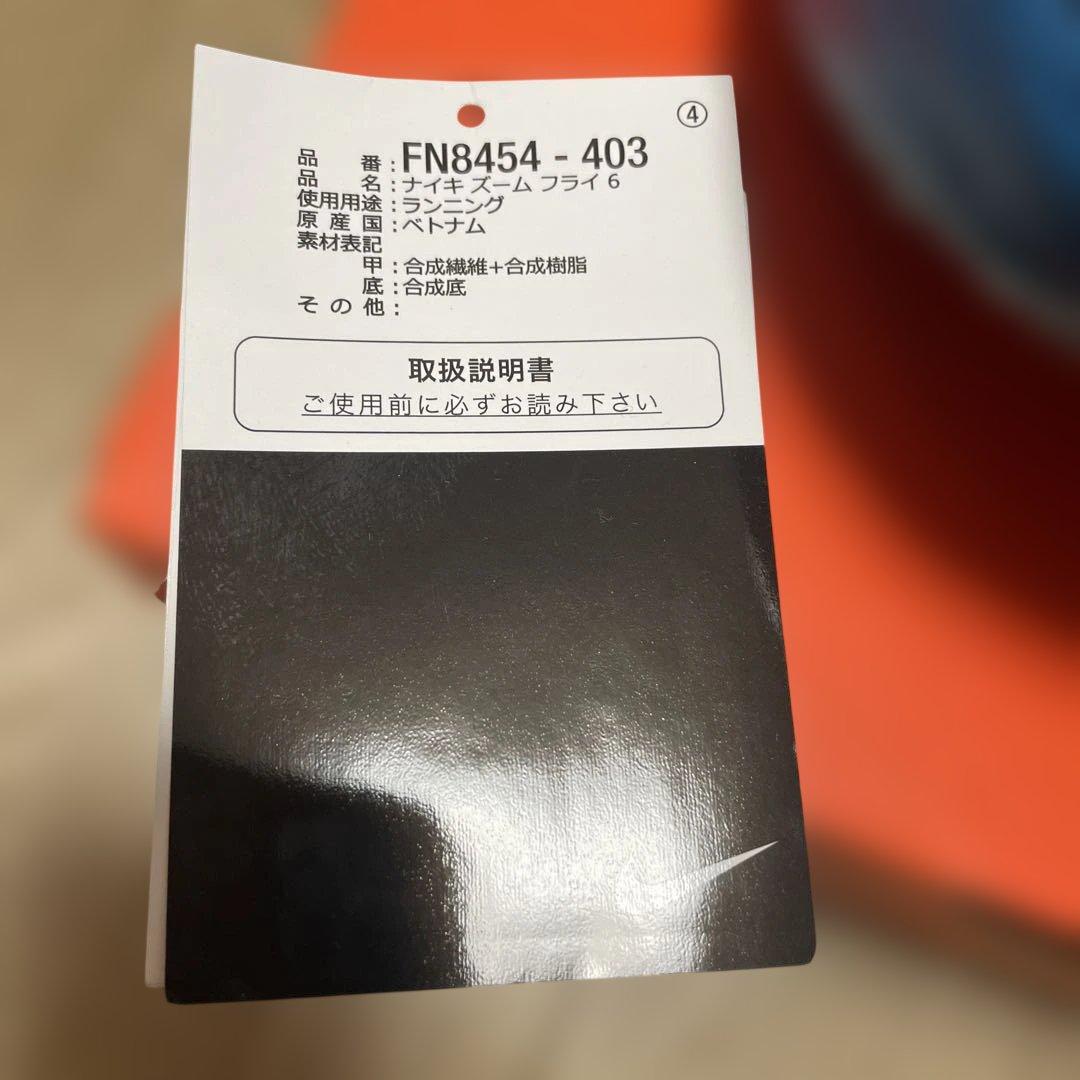 ④
品 番:FN8454 - 403
品 名:ナイキ ズーム フライ 6
使用用途:ランニング
原産国:ベトナム
素材表記
甲:合成繊維+合成樹脂
底:合成底
その他:
取扱説明書
ご使用前に必ずお読み下さい